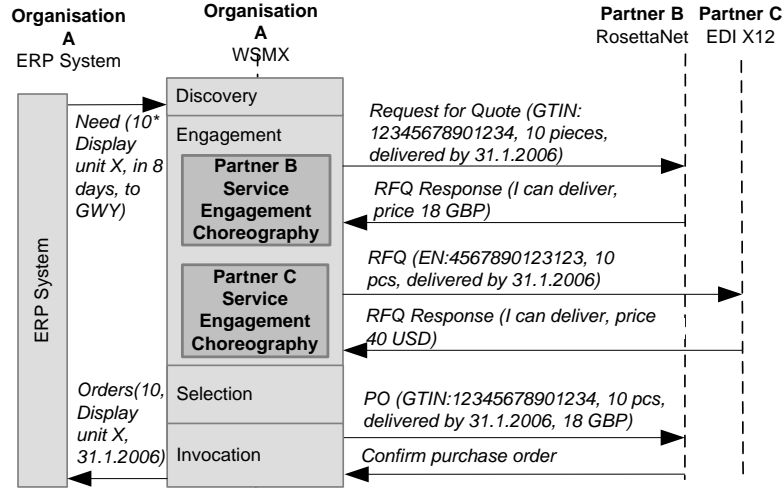 Organisation
A
ERP System
Organisation
A
WSMX
Partner B
RosettaNet
Partner C
EDI X12
ERP System
Need (10*
Display
unit X, in 8
days, to
GWY)
Discovery
Engagement
Partner B
Service
Engagement
Choreography
Request for Quote (GTIN:
12345678901234, 10 pieces,
delivered by 31.1.2006)
RFQ Response (I can deliver,
price 18 GBP)
Partner C
Service
Engagement
Choreography
RFQ (EN:4567890123123, 10
pcs, delivered by 31.1.2006)
RFQ Response (I can deliver, price
40 USD)
Selection
Orders(10,
Display
unit X,
31.1.2006)
PO (GTIN:12345678901234, 10 pcs,
delivered by 31.1.2006, 18 GBP)
Invocation
Confirm purchase order